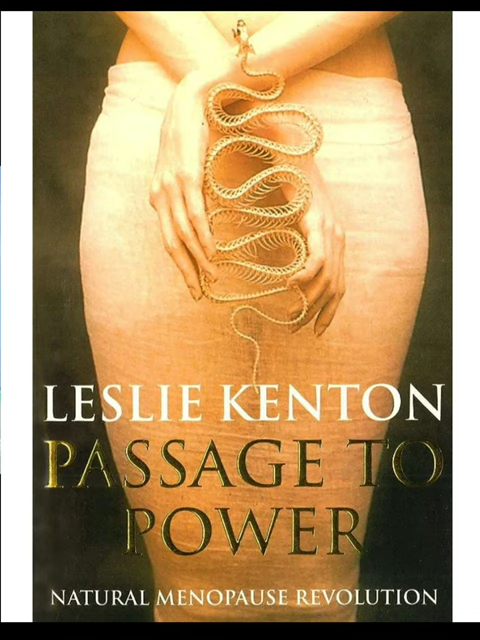 LESLIE KENTON
PASSAGE TO
POWER
NATURAL MENOPAUSE REVOLUTION